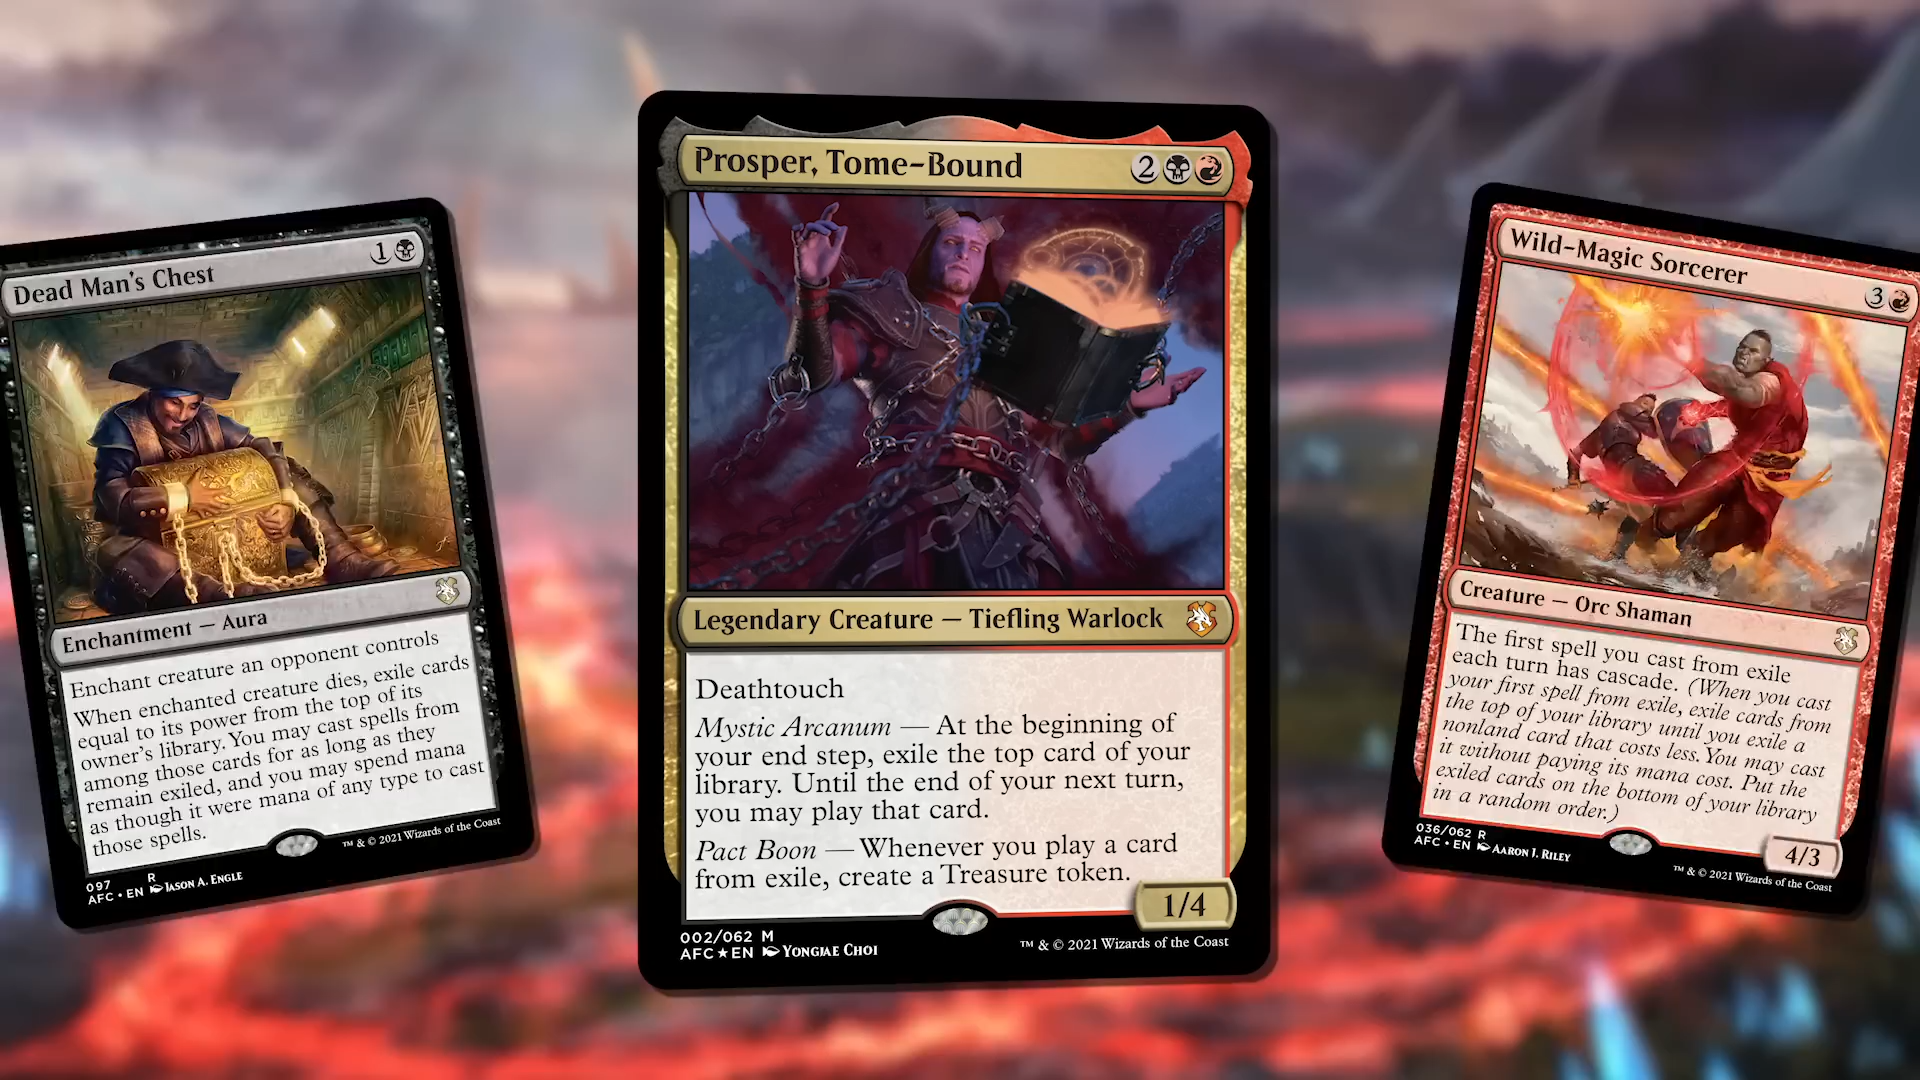 Dead Man's Chest
1
Enchantment — Aura
Enchant creature an opponent controls
When enchanted creature dies, exile cards
equal to its power from the top of its
owner's library. You may cast spells from
among those cards for as long as they
remain exiled, and you may spend mana
as though it were mana of any type to cast
those spells.
097 R
AFC • EN Jason A. Engle
™ & © 2021 Wizards of the Coast
Prosper, Tome-Bound
2
Legendary Creature — Tiefling Warlock
Deathtouch
Mystic Arcanum — At the beginning of
your end step, exile the top card of your
library. Until the end of your next turn,
you may play that card.
Pact Boon — Whenever you play a card
from exile, create a Treasure token.
1/4
002/062 M
AFC★EN Yongjae Choi
™ & © 2021 Wizards of the Coast
Wild-Magic Sorcerer
3
Creature — Orc Shaman
The first spell you cast from exile
each turn has cascade. (When you cast
your first spell from exile, exile cards from
the top of your library until you exile a
nonland card that costs less. You may cast
it without paying its mana cost. Put the
exiled cards on the bottom of your library
in a random order.)
4/3
036/062 R
AFC • EN Aaron J. Riley
™ & © 2021 Wizards of the Coast